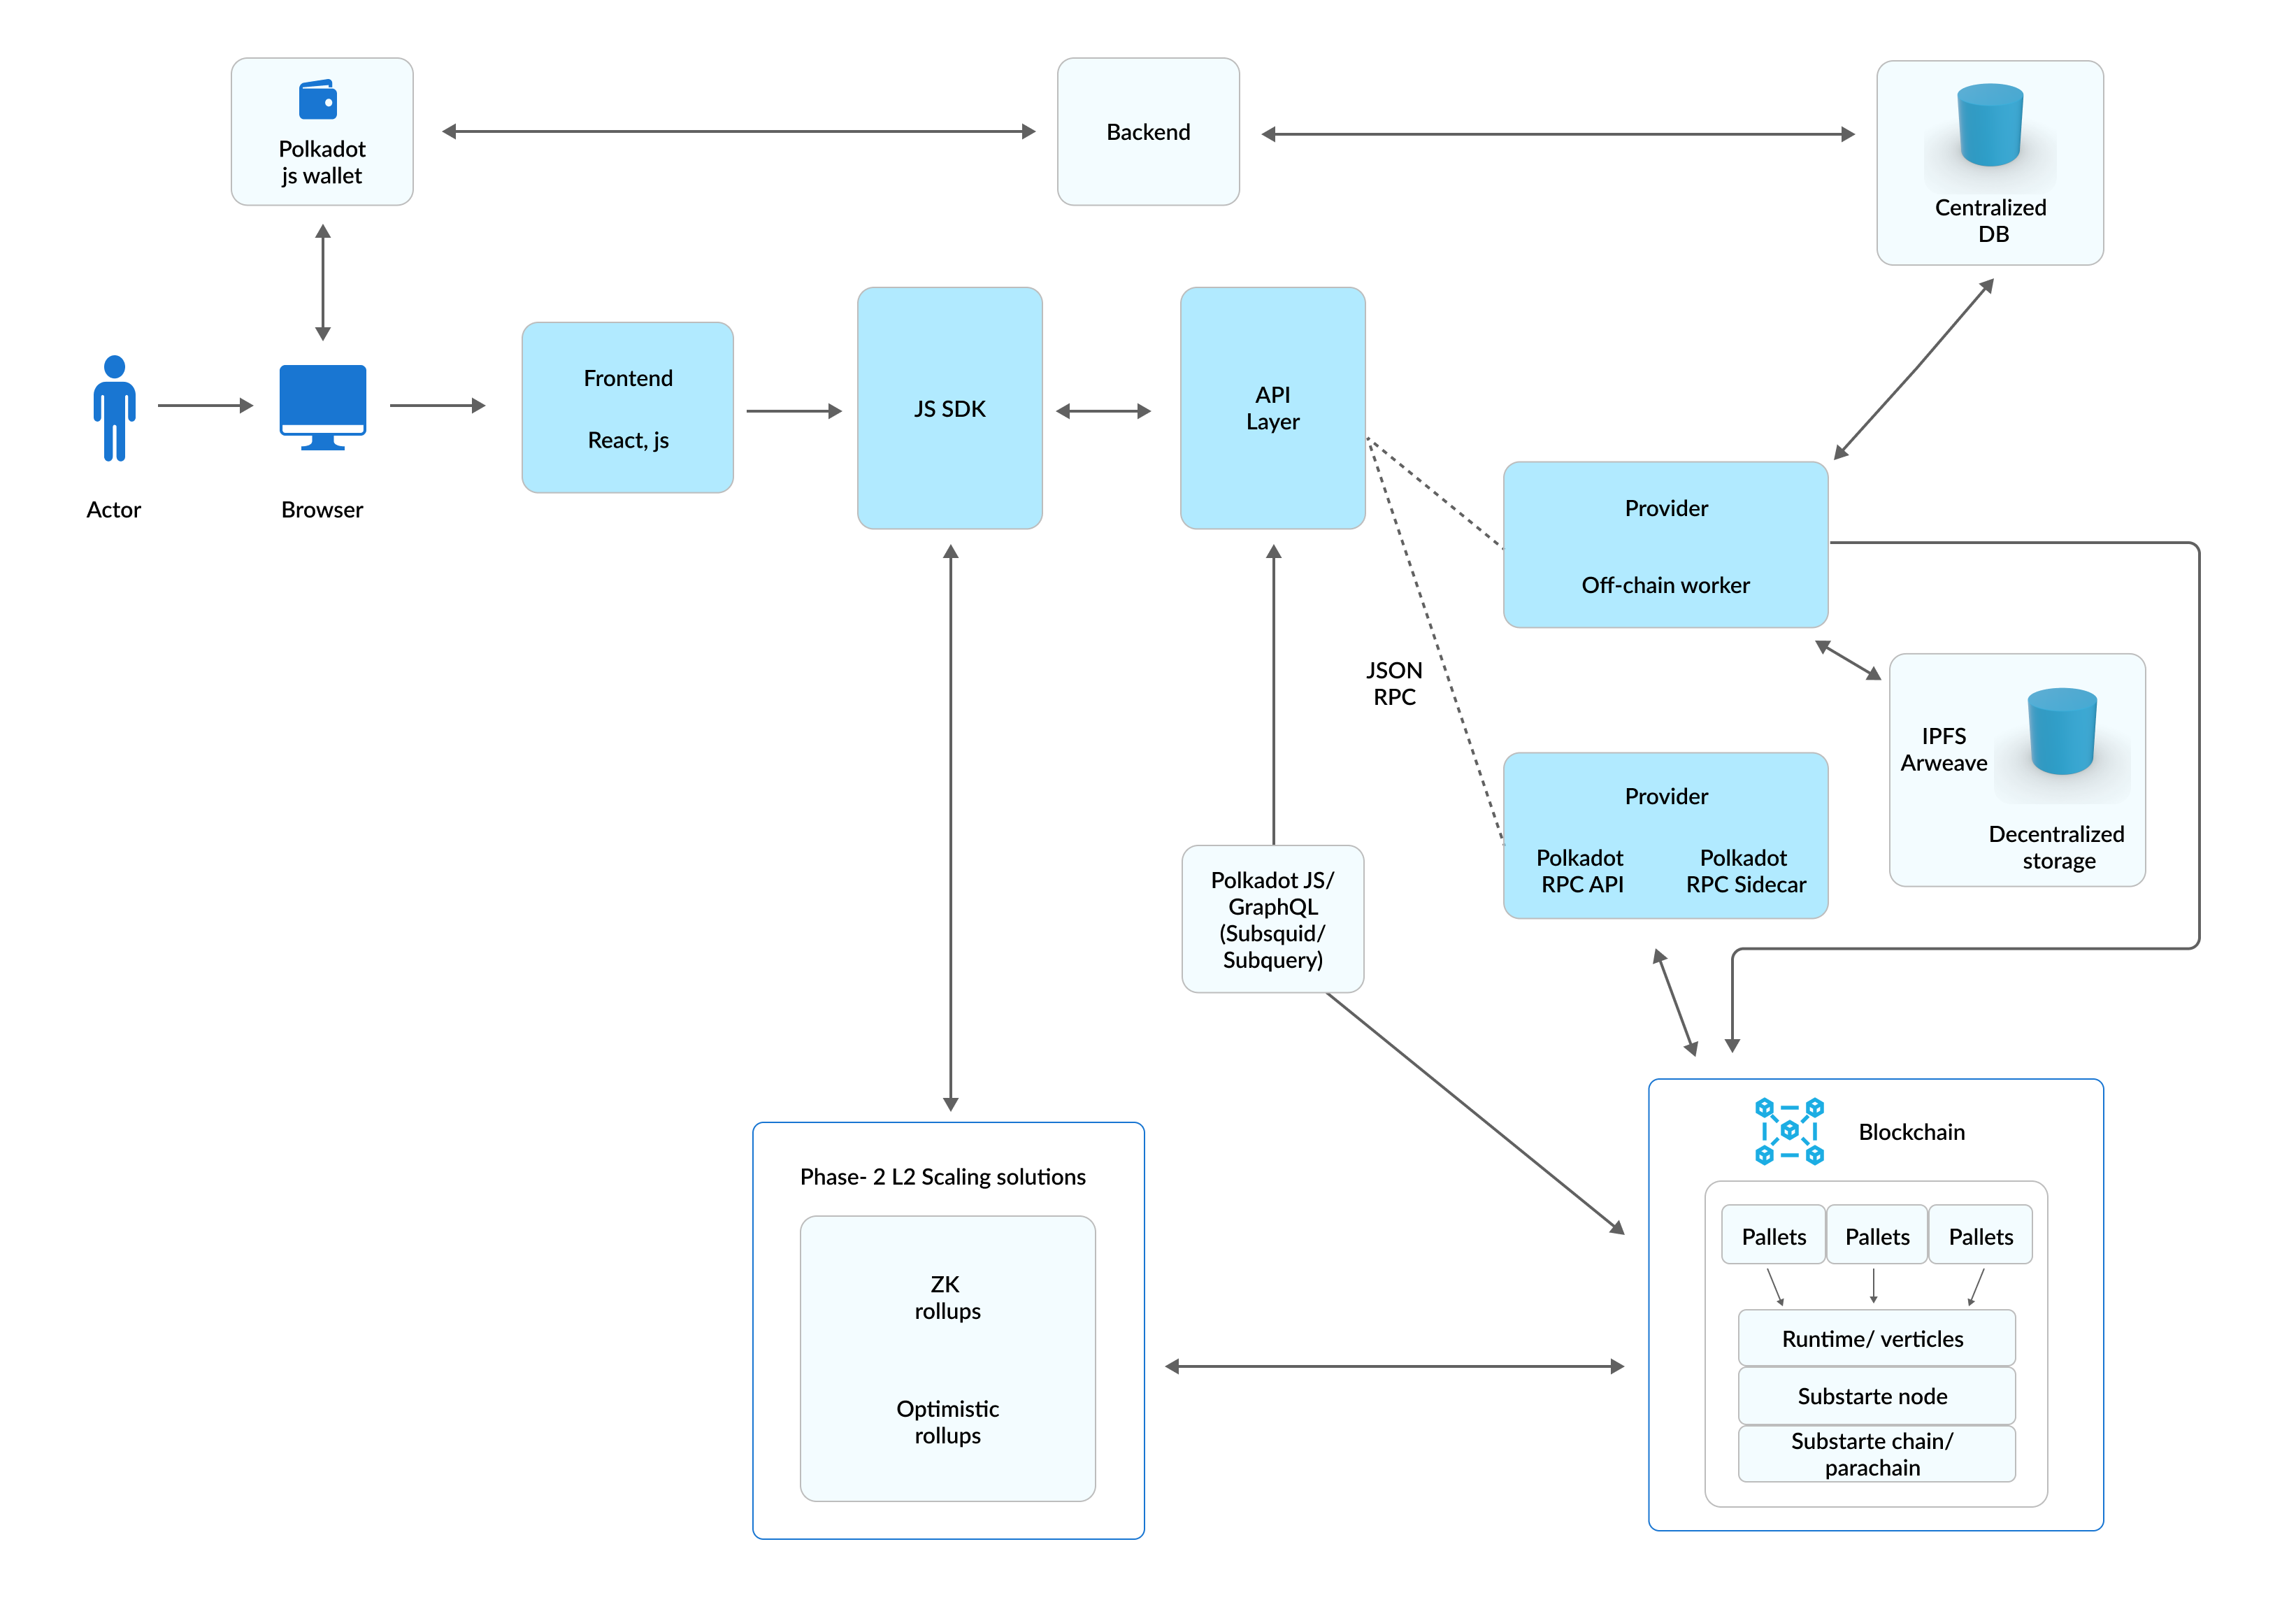 Polkadot
js wallet
Backend
Centralized
DB
Actor
Browser
Frontend
React, js
JS SDK
API
Layer
Provider
Off-chain worker
JSON
RPC
IPFS
Arweave
Decentralized
storage
Provider
Polkadot
RPC API
Polkadot
RPC Sidecar
Polkadot JS/
GraphQL
(Subsquid/
Subquery)
Phase- 2 L2 Scaling solutions
ZK
rollups
Optimistic
rollups
Blockchain
Pallets
Pallets
Pallets
Runtime/ verticles
Substarte node
Substarte chain/
parachain